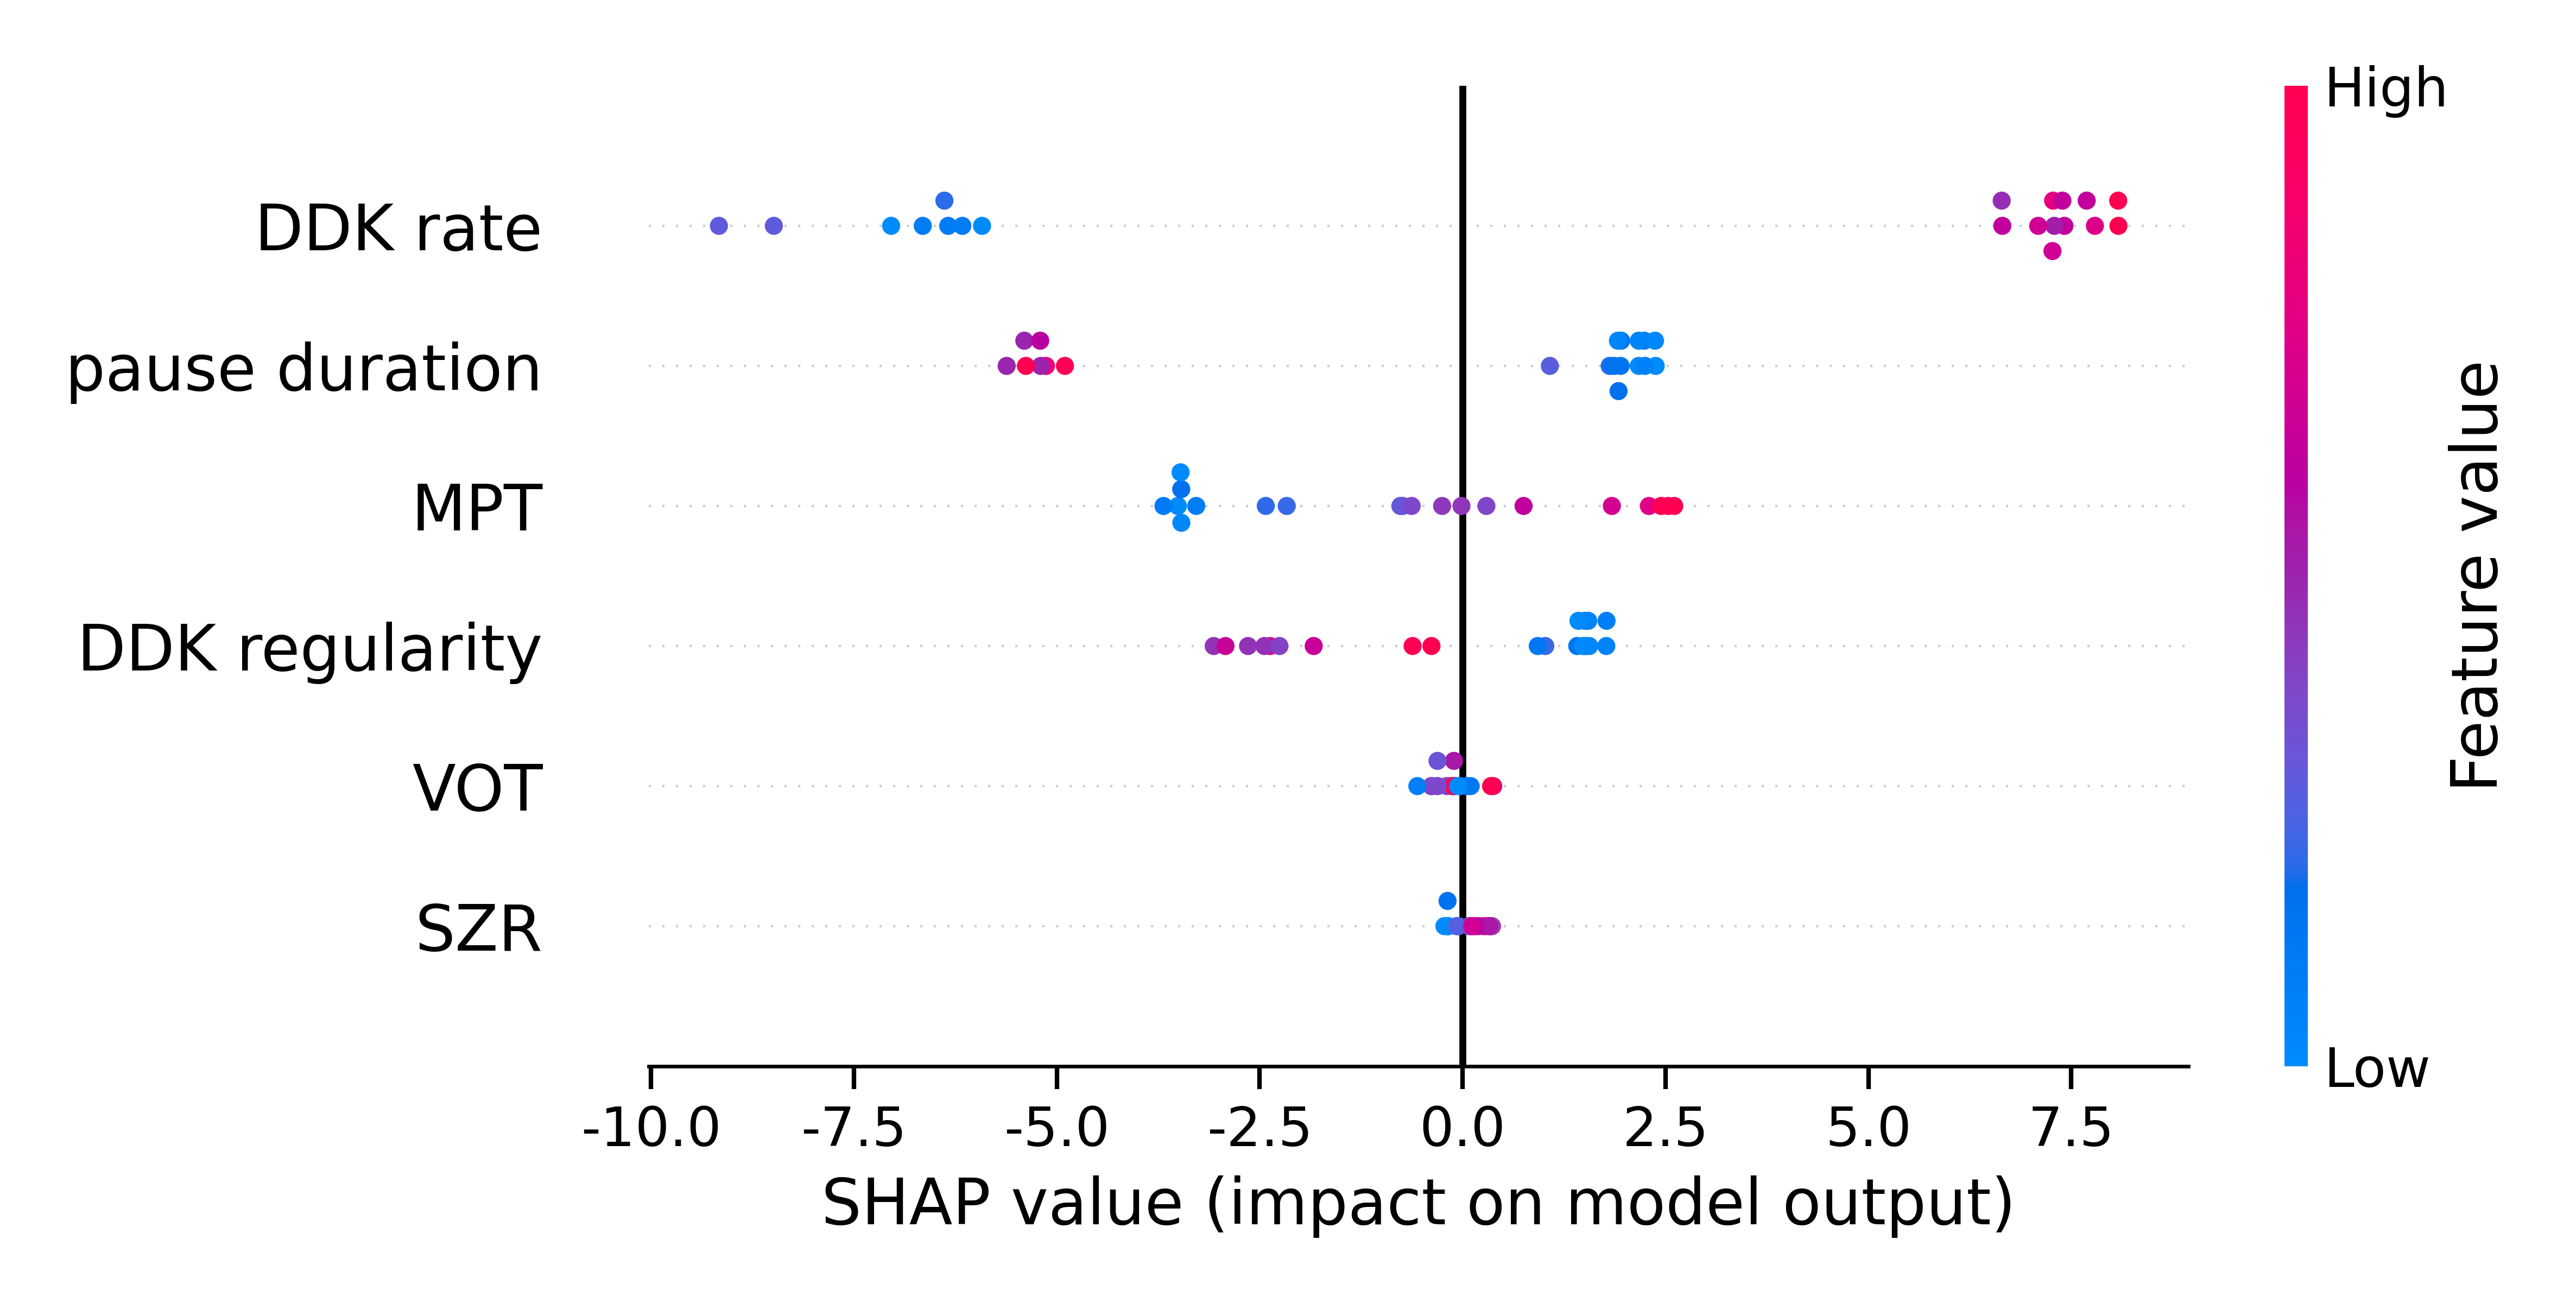 High
DDK rate
pause duration
MPT
DDK regularity
VOT
SZR
Feature value
Low
-10.0 -7.5 -5.0 -2.5 0.0 2.5 5.0 7.5
SHAP value (impact on model output)